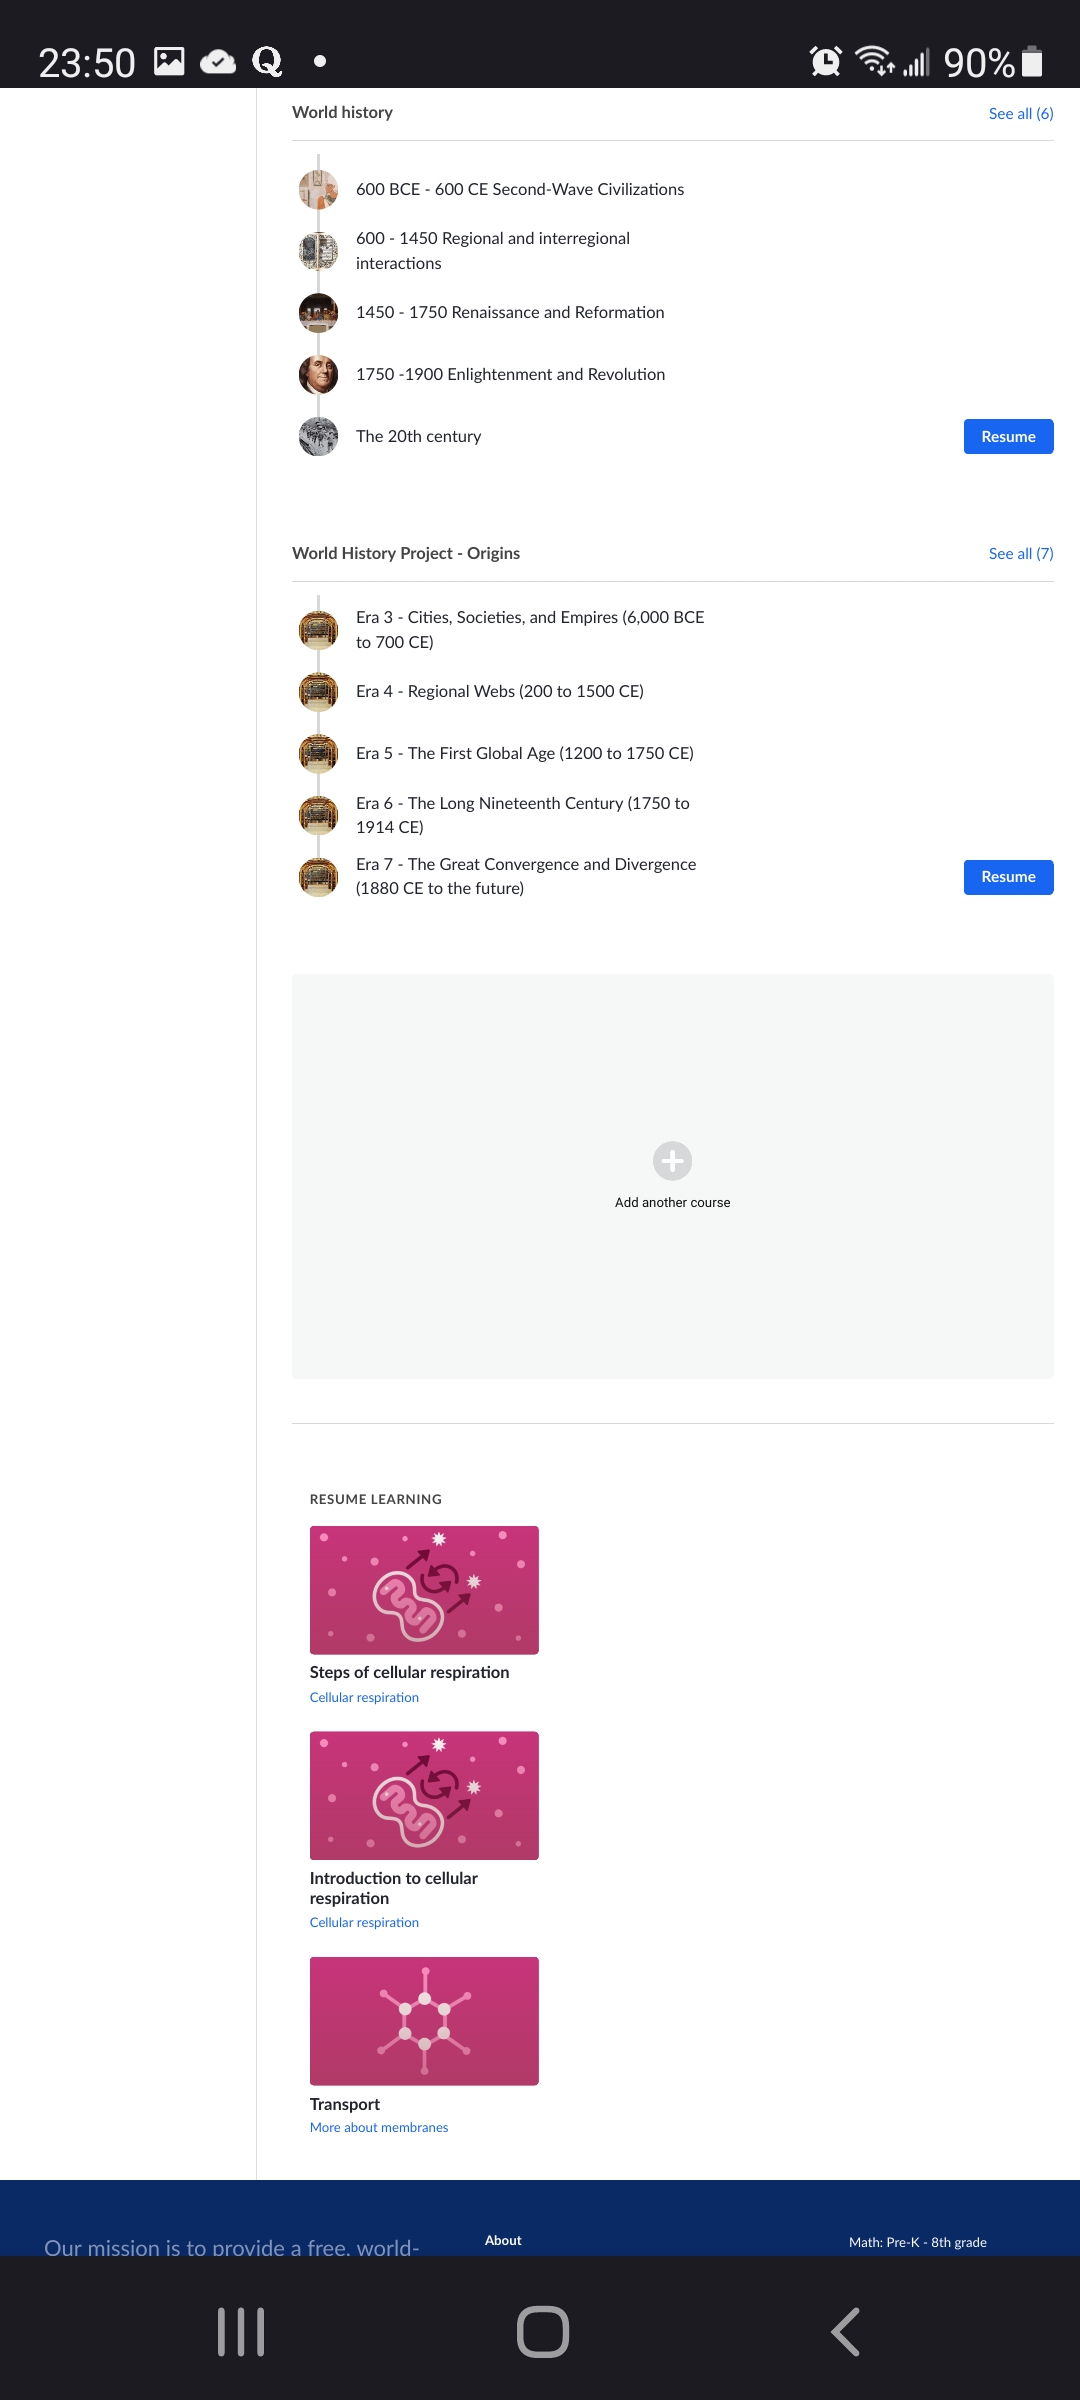 23:50
90%
World history
See all (6)
600 BCE - 600 CE Second-Wave Civilizations
600 - 1450 Regional and interregional
interactions
1450 - 1750 Renaissance and Reformation
1750 -1900 Enlightenment and Revolution
The 20th century
Resume
World History Project - Origins
See all (7)
Era 3 - Cities, Societies, and Empires (6,000 BCE
to 700 CE)
Era 4 - Regional Webs (200 to 1500 CE)
Era 5 - The First Global Age (1200 to 1750 CE)
Era 6 - The Long Nineteenth Century (1750 to
1914 CE)
Era 7 - The Great Convergence and Divergence
(1880 CE to the future)
Resume
Add another course
RESUME LEARNING
Steps of cellular respiration
Cellular respiration
Introduction to cellular
respiration
Cellular respiration
Transport
More about membranes
Our mission is to provide a free, world-
About
Math: Pre-K - 8th grade